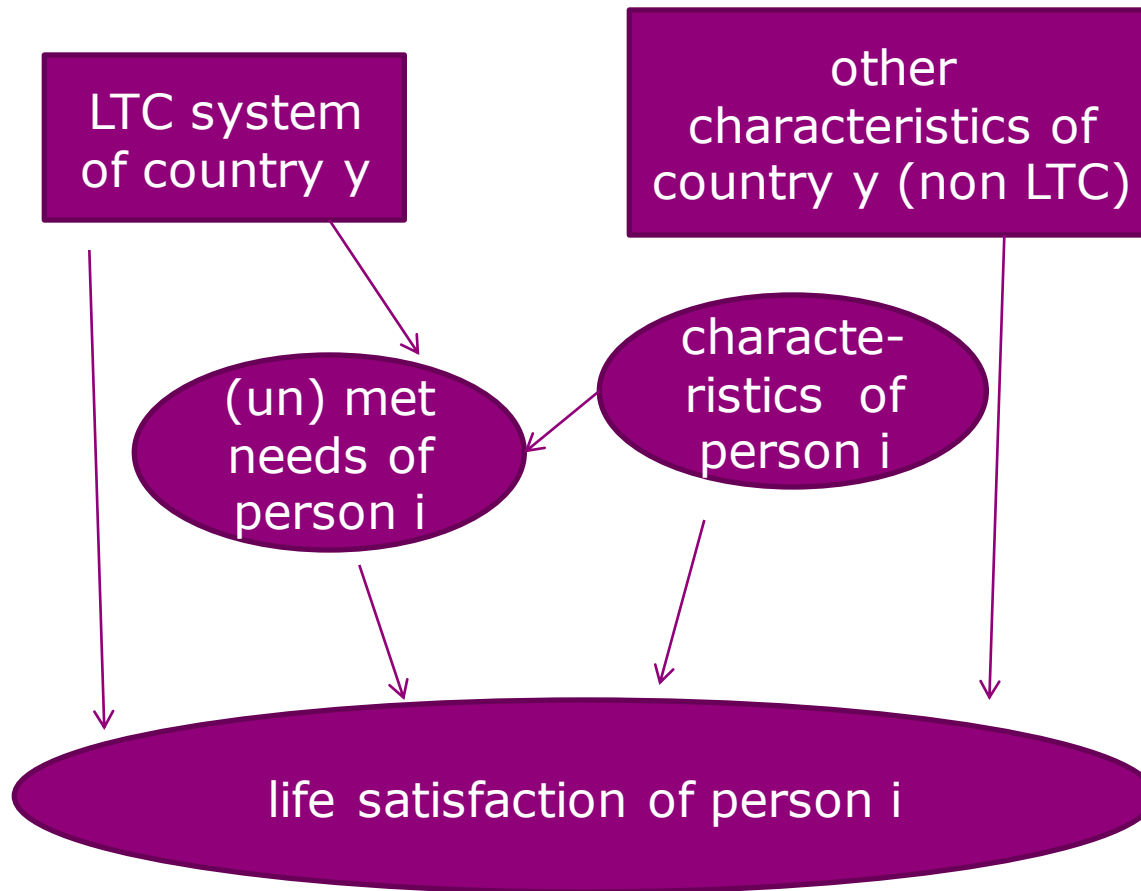 LTC system
of country y
other
characteristics of
country y (non LTC)
(un) met
needs of
person i
characte-
ristics  of
person i
life satisfaction of person i